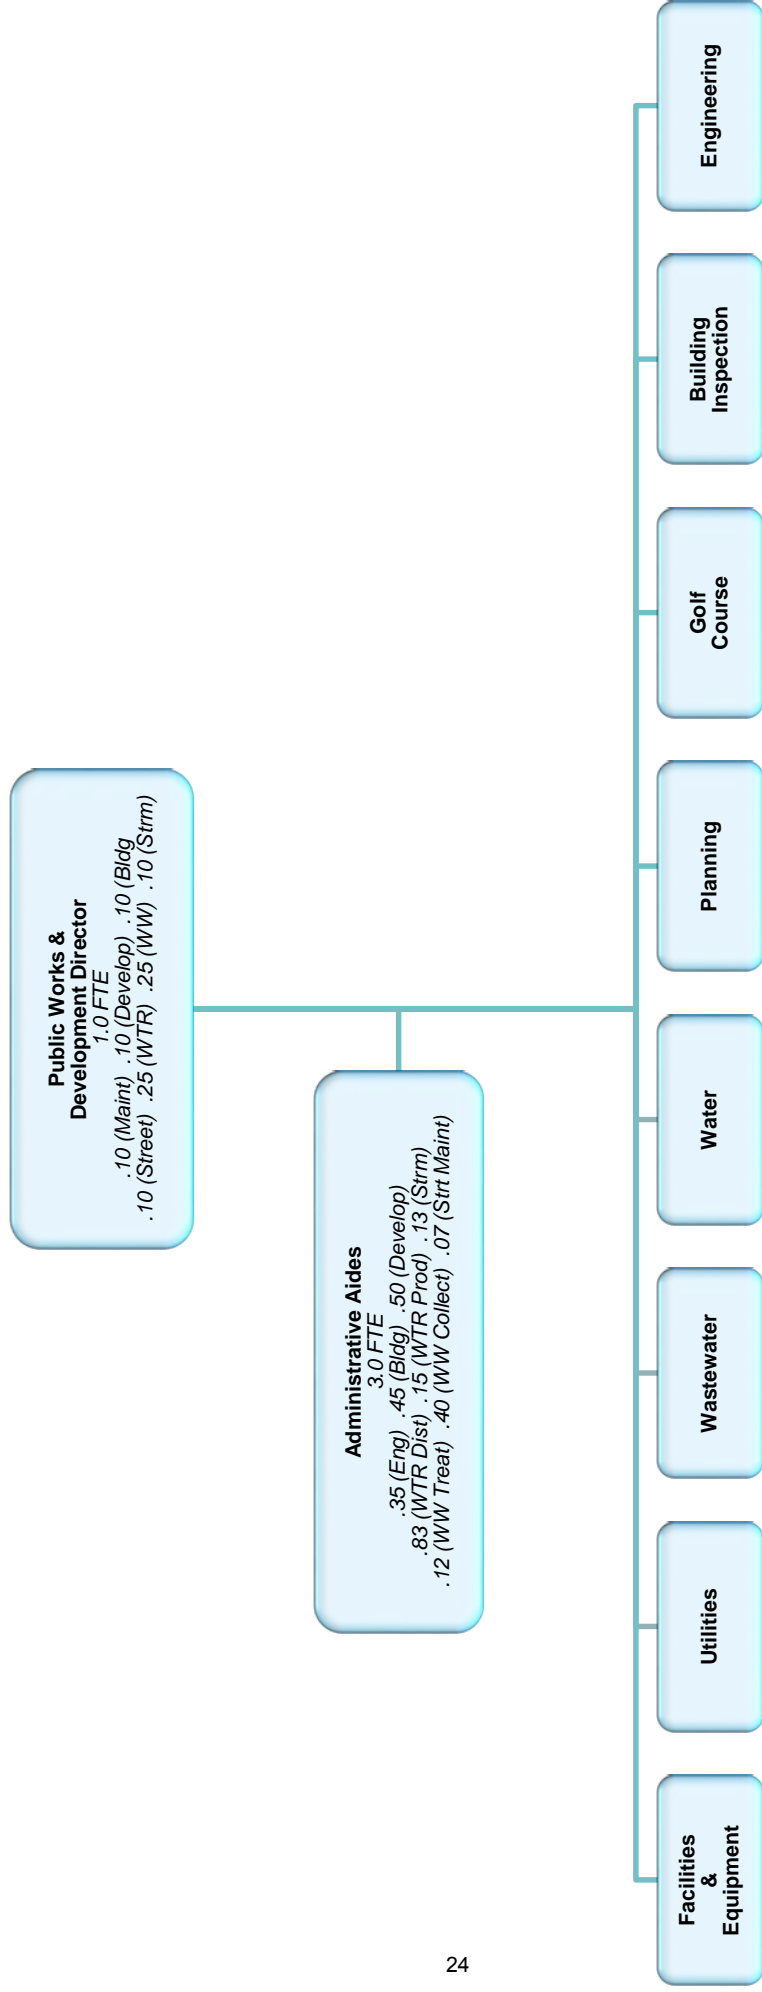 Public Works &
Development Director
1.0 FTE
.10 (Maint) .10 (Develop) .10 (Bldg
.10 (Street) .25 (WTR) .25 (WW) .10 (Strm)
Administrative Aides
3.0 FTE
.35 (Eng) .45 (Bldg) .50 (Develop)
.83 (WTR Dist) .15 (WTR Prod) .13 (Strm)
.12 (WW Treat) .40 (WW Collect) .07 (Strt Maint)
Facilities
&
Equipment
Utilities
Wastewater
Water
Planning
Golf
Course
Building
Inspection
Engineering
24